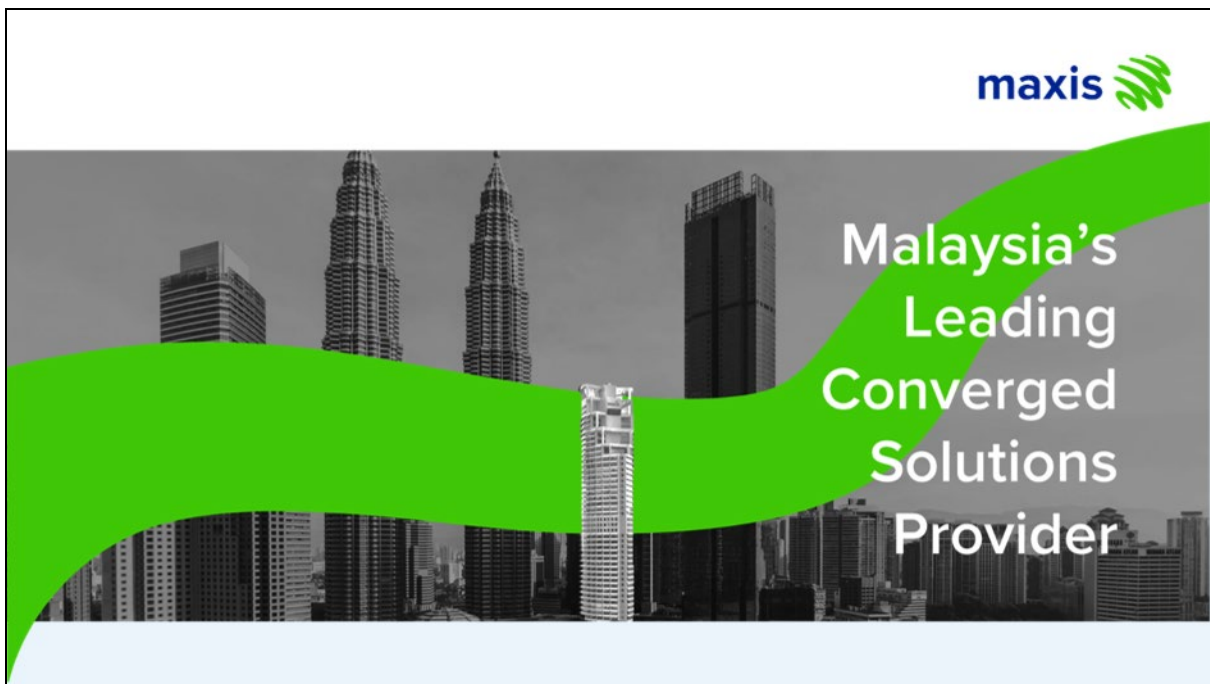 maxis
Malaysia’s
Leading
Converged
Solutions
Provider